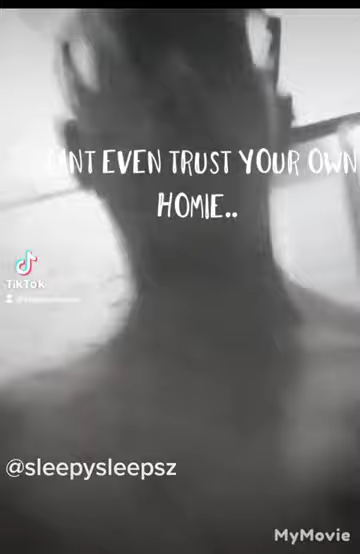 CANT EVEN TRUST YOUR OWN
HOMIE..
TikTok
@sleepysleepsz
MyMovie